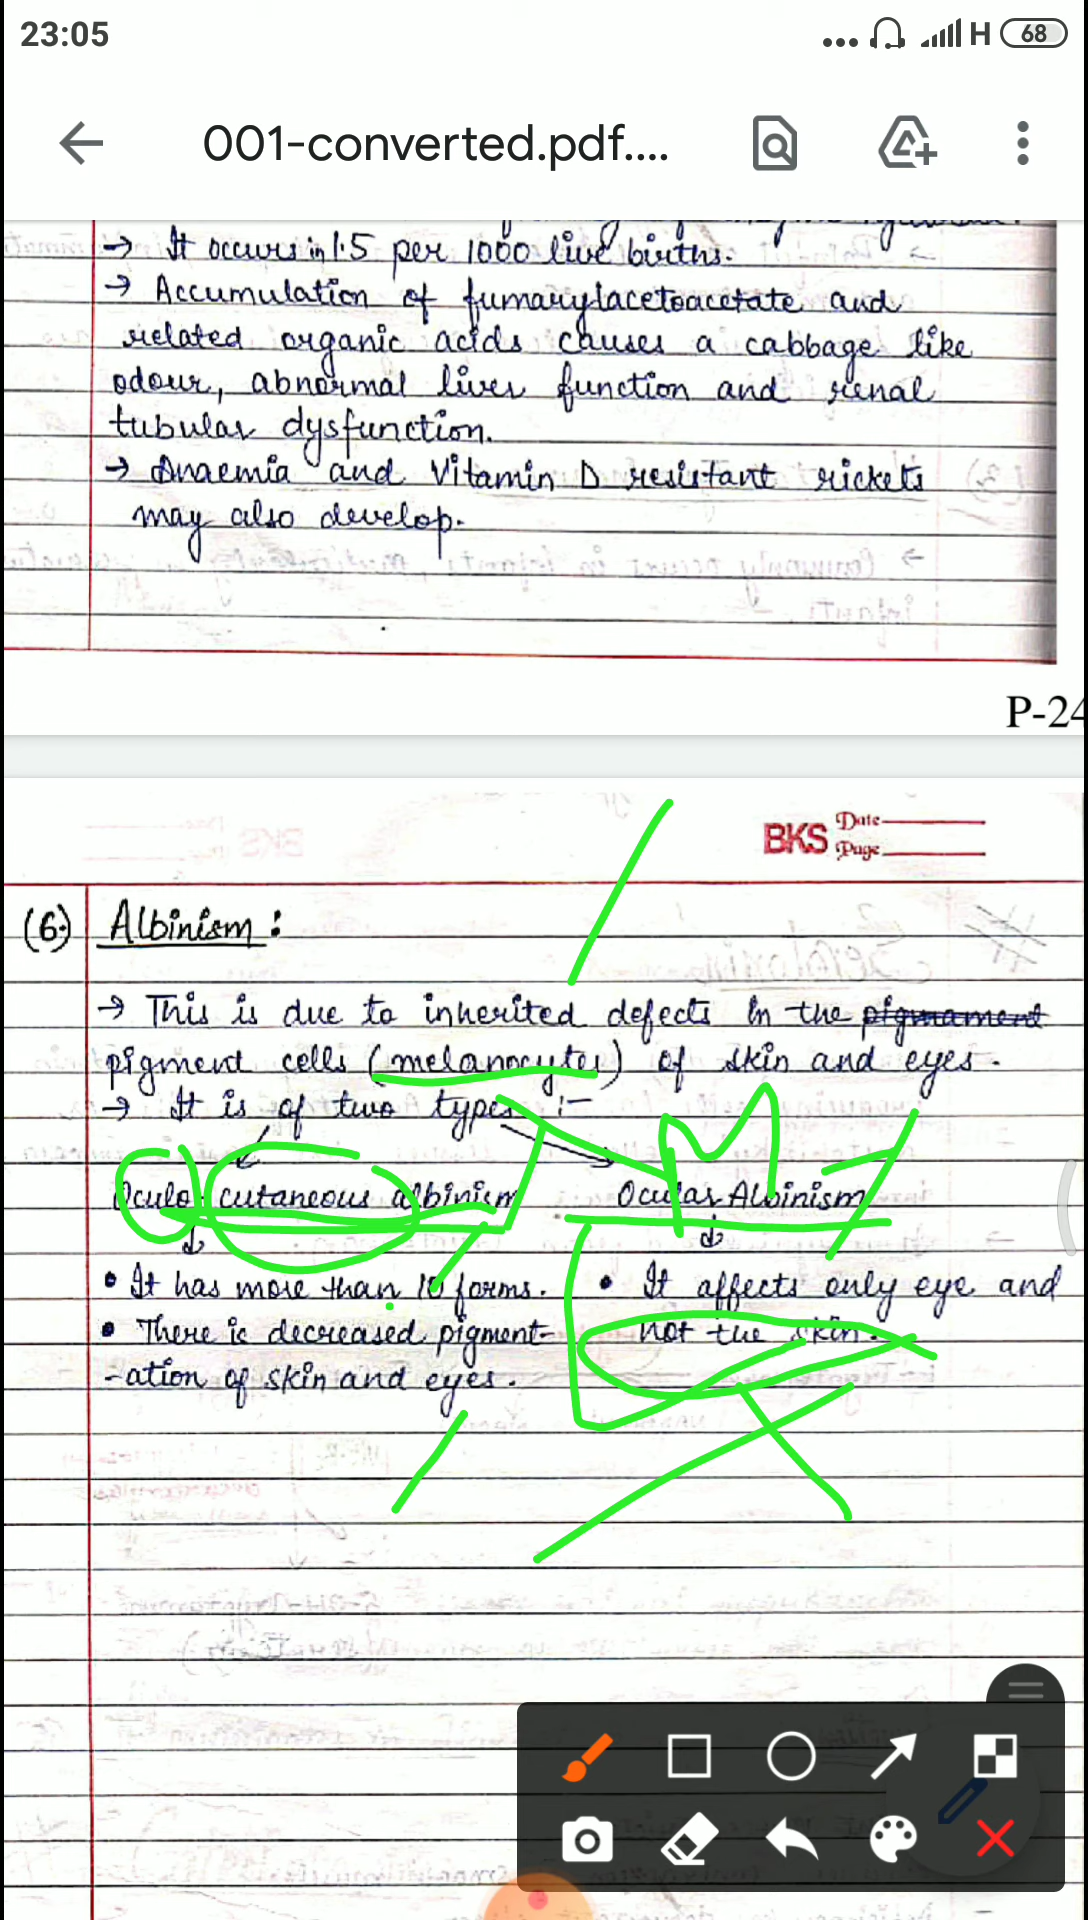 23:05
H 68
001-converted.pdf....
→ It occurs in 1.5 per 1000 live births.
→ Accumulation of fumarylacetoacetate and
related organic acids causes a cabbage like
odour, abnormal liver function and renal
tubular dysfunction.
→ Anaemia and Vitamin D resistant rickets
may also develop.
P-24
BKS Date
Page
(6) Albinism :
→ This is due to inherited defects in the pigmament
pigment cells (melanocytes) of skin and eyes.
→ It is of two types :-
Oculo-cutaneous albinism
Ocular Albinism
• It has more than 10 forms.
• There is decreased pigment-
-ation of skin and eyes.
• It affects only eye and
not the skin.